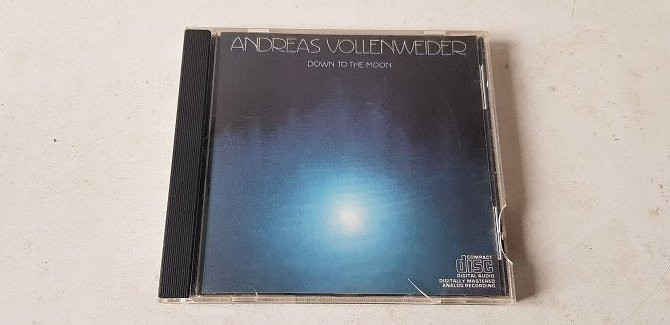 ANDREAS VOLLENWEIDER
DOWN TO THE MOON
COMPACT
disc
DIGITAL AUDIO
DIGITALLY MASTERED
ANALOG RECORDING